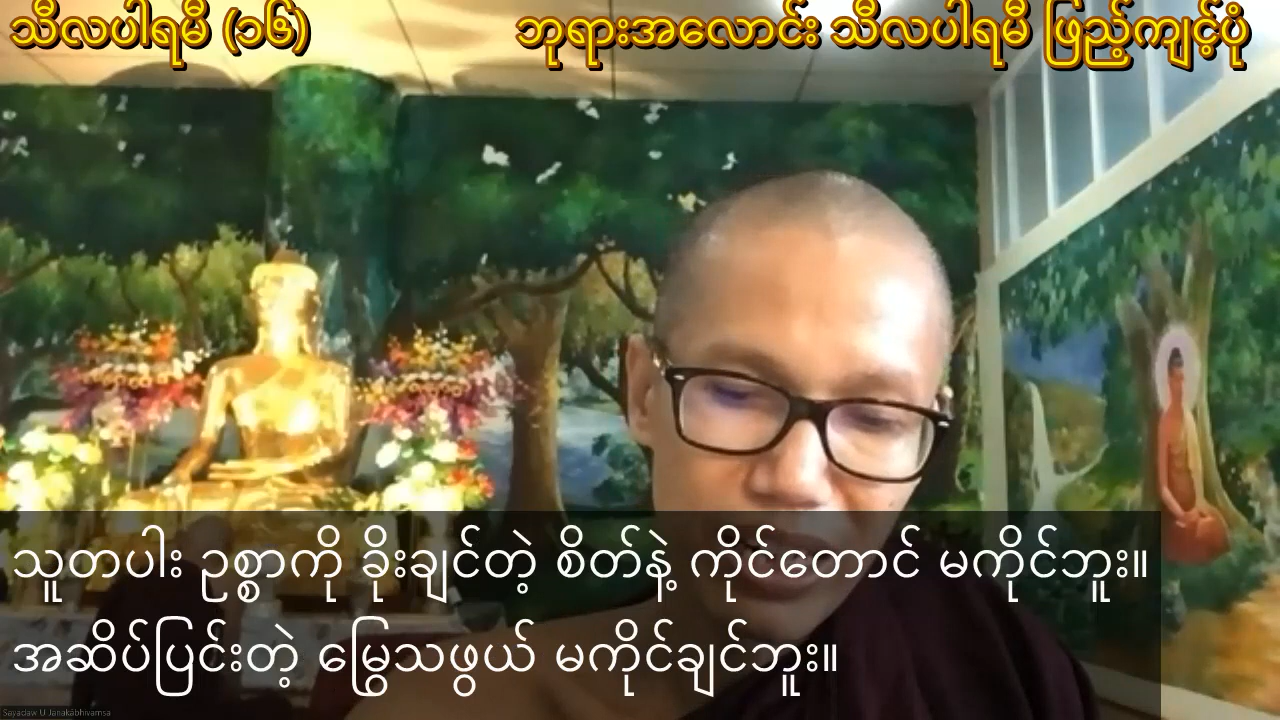 သီလပါရမီ (၁၆)
ဘုရားအလောင်း သီလပါရမီ ဖြည့်ကျင့်ပုံ
သူတပါး ဥစ္စာကို ခိုးချင်တဲ့ စိတ်နဲ့ ကိုင်တောင် မကိုင်ဘူး။
အဆိပ်ပြင်းတဲ့ မြွေသဖွယ် မကိုင်ချင်ဘူး။
Sayadaw U Janakābhivamsa